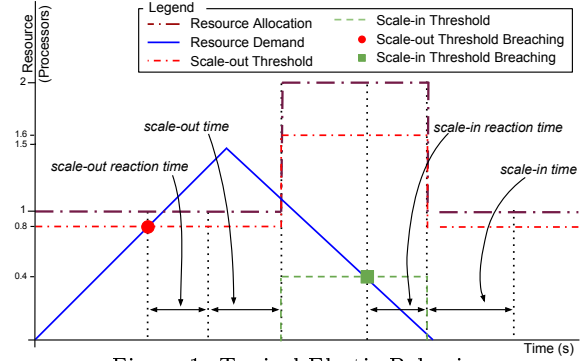 Legend
Resource Allocation
Resource Demand
Scale-out Threshold
Scale-in Threshold
Scale-out Threshold Breaching
Scale-in Threshold Breaching
Resource
(Processors)
2
1.6
1.5
1
0.8
0.4
scale-out time
scale-out reaction time
scale-in reaction time
scale-in time
Time (s)